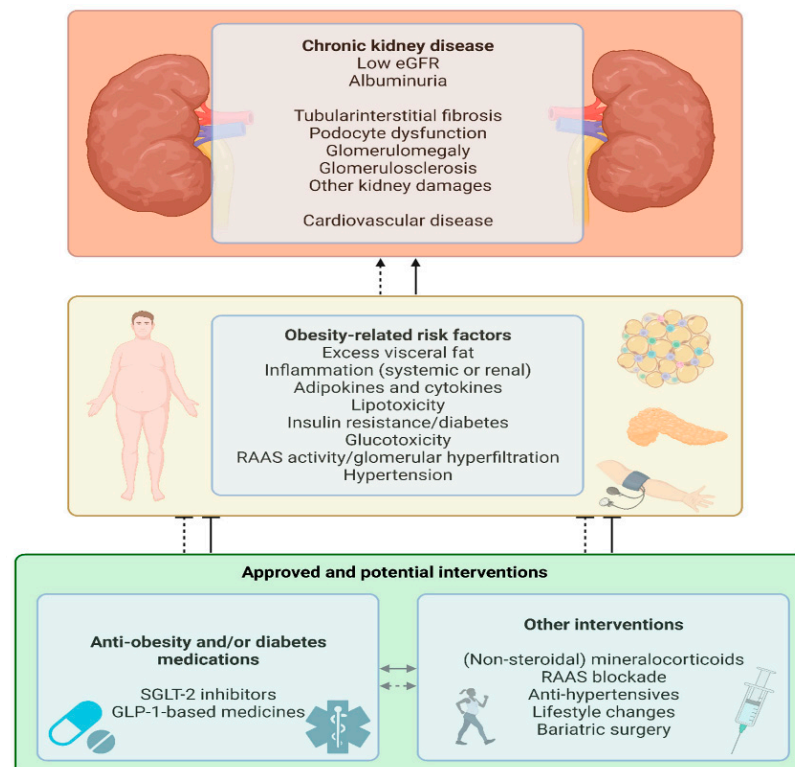 Chronic kidney disease
Low eGFR
Albuminuria
Tubularinterstitial fibrosis
Podocyte dysfunction
Glomerulomegaly
Glomerulosclerosis
Other kidney damages
Cardiovascular disease
Obesity-related risk factors
Excess visceral fat
Inflammation (systemic or renal)
Adipokines and cytokines
Lipotoxicity
Insulin resistance/diabetes
Glucotoxicity
RAAS activity/glomerular hyperfiltration
Hypertension
Approved and potential interventions
Anti-obesity and/or diabetes
medications
SGLT-2 inhibitors
GLP-1-based medicines
Other interventions
(Non-steroidal) mineralocorticoids
RAAS blockade
Anti-hypertensives
Lifestyle changes
Bariatric surgery